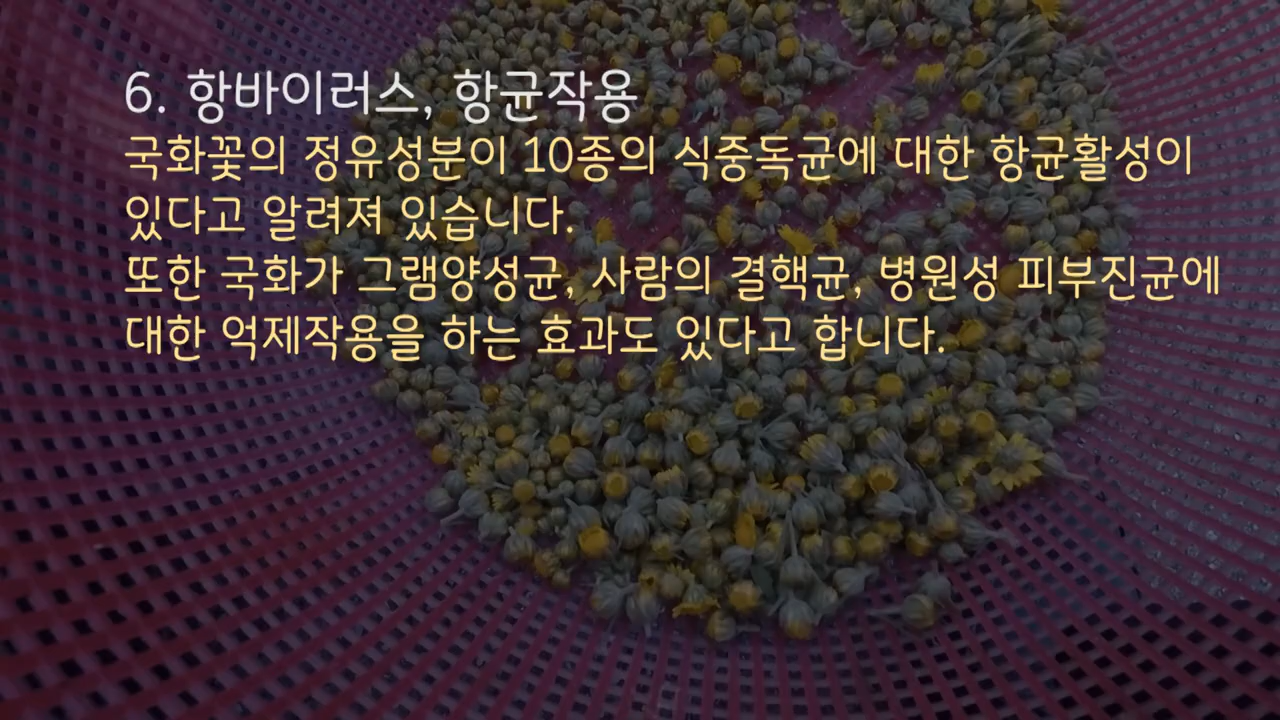 6. 항바이러스, 항균작용
국화꽃의 정유성분이 10종의 식중독균에 대한 항균활성이
있다고 알려져 있습니다.
또한 국화가 그램양성균, 사람의 결핵균, 병원성 피부진균에
대한 억제작용을 하는 효과도 있다고 합니다.